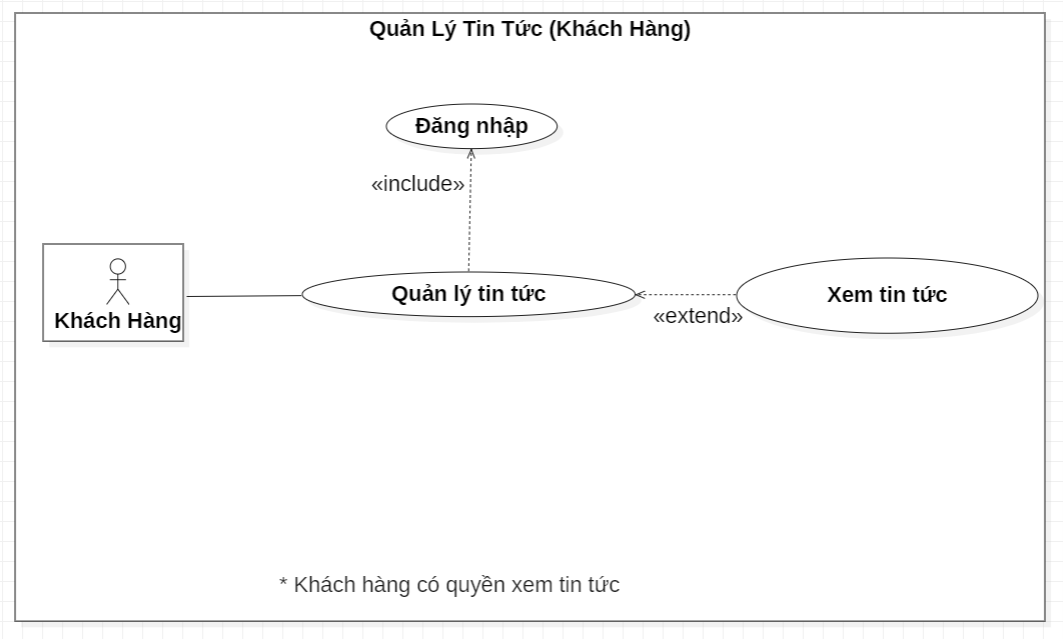 Quản Lý Tin Tức (Khách Hàng)
Đăng nhập
«include»
Khách Hàng
Quản lý tin tức
«extend»
Xem tin tức
* Khách hàng có quyền xem tin tức